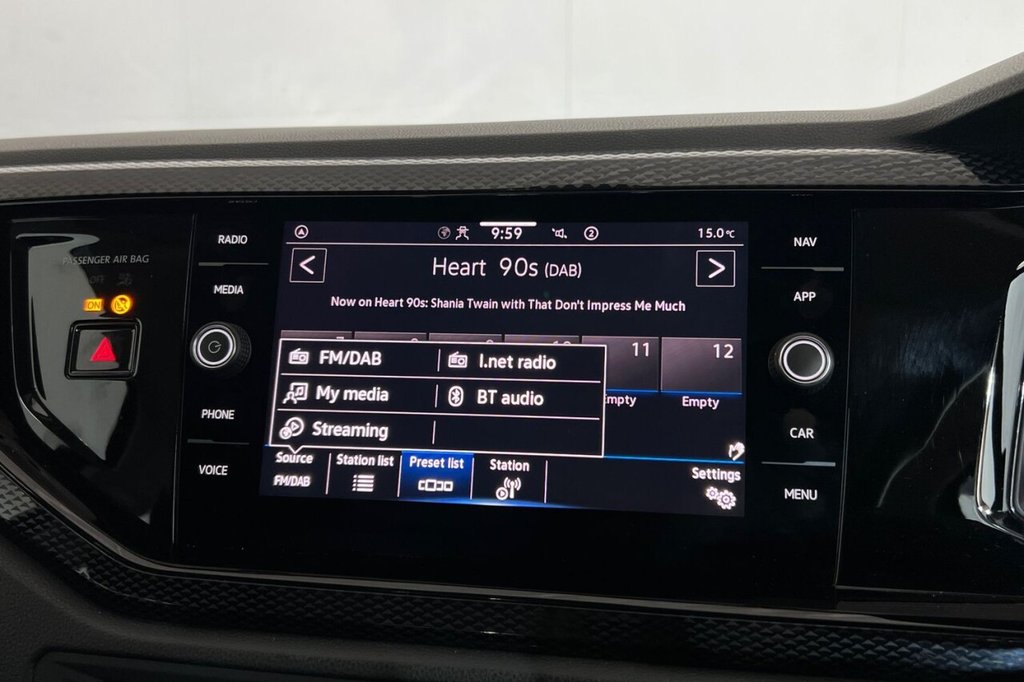 RADIO
MEDIA
PHONE
VOICE
PASSENGER AIR BAG
OFF
ON
9:59
2
15.0°C
< Heart 90s (DAB) >
Now on Heart 90s: Shania Twain with That Don't Impress Me Much
11 12
Empty
FM/DAB I.net radio
My media BT audio
Streaming
Source Station list Preset list Station Settings
FM/DAB
NAV
APP
CAR
MENU